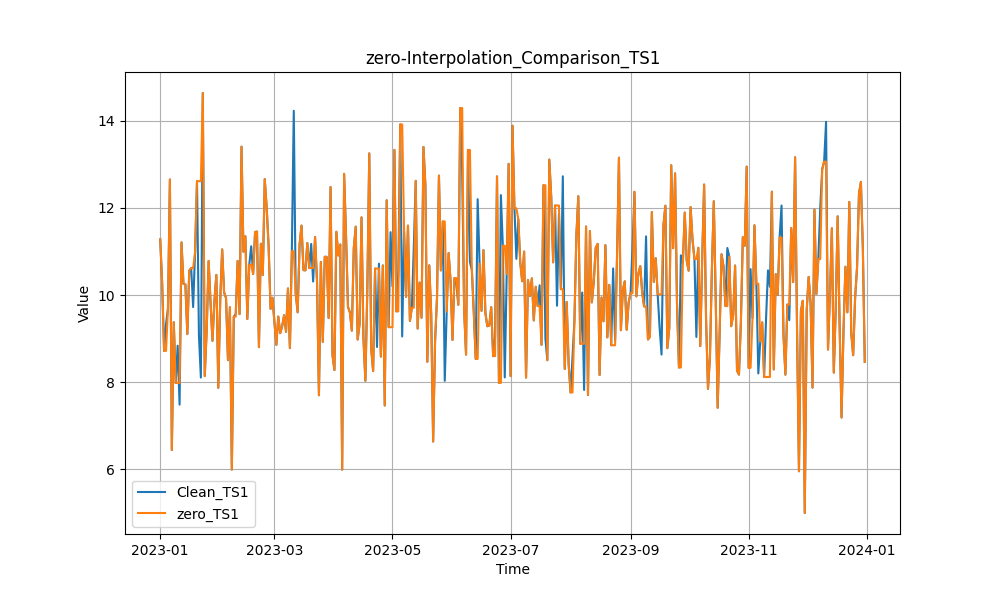 zero-Interpolation_Comparison_TS1
Value
14
12
10
8
6
Clean_TS1
zero_TS1
2023-01 2023-03 2023-05 2023-07 2023-09 2023-11 2024-01
Time